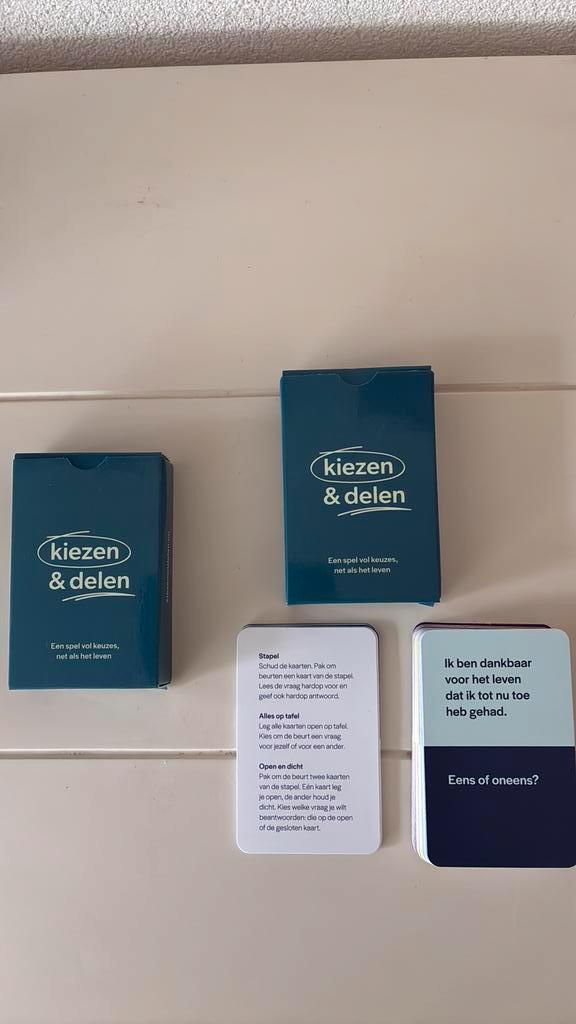 kiezen
& delen
Een spel vol keuzes,
net als het leven
kiezen
& delen
Een spel vol keuzes,
net als het leven
Stapel
Schud de kaarten. Pak om
beurten een kaart van de stapel.
Lees de vraag hardop voor en
geef ook hardop antwoord.
Alles op tafel
Leg alle kaarten open op tafel.
Kies om de beurt een vraag
voor jezelf of voor een ander.
Open en dicht
Pak om de beurt twee kaarten
van de stapel. Eén kaart leg
je open, de ander houd je
dicht. Kies welke vraag je wilt
beantwoorden: die op de open
of de gesloten kaart.
Ik ben dankbaar
voor het leven
dat ik tot nu toe
heb gehad.
Eens of oneens?